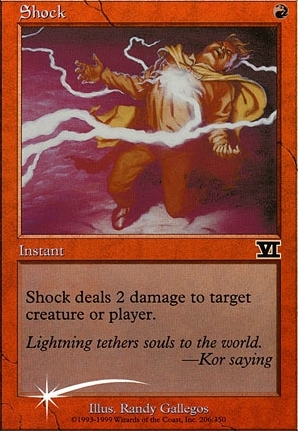 Shock
Instant
VI
Shock deals 2 damage to target
creature or player.
Lightning tethers souls to the world.
—Kor saying
Illus. Randy Gallegos
©1993-1999 Wizards of the Coast, Inc. 206/350